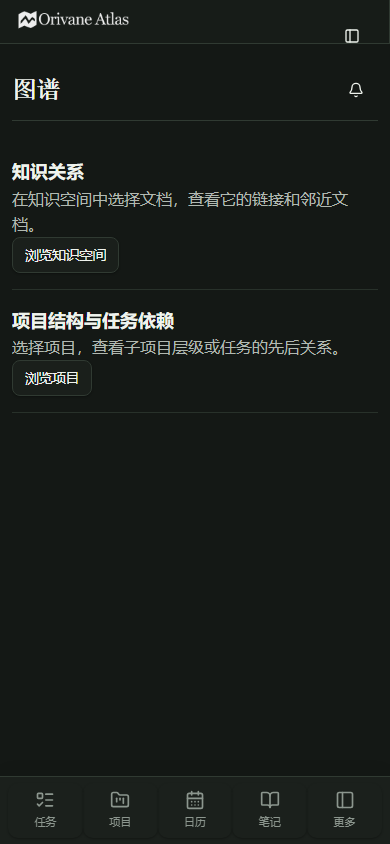 Orivane Atlas
图谱
知识关系
在知识空间中选择文档，查看它的链接和邻近文
档。
浏览知识空间
项目结构与任务依赖
选择项目，查看子项目层级或任务的先后关系。
浏览项目
任务
项目
日历
笔记
更多